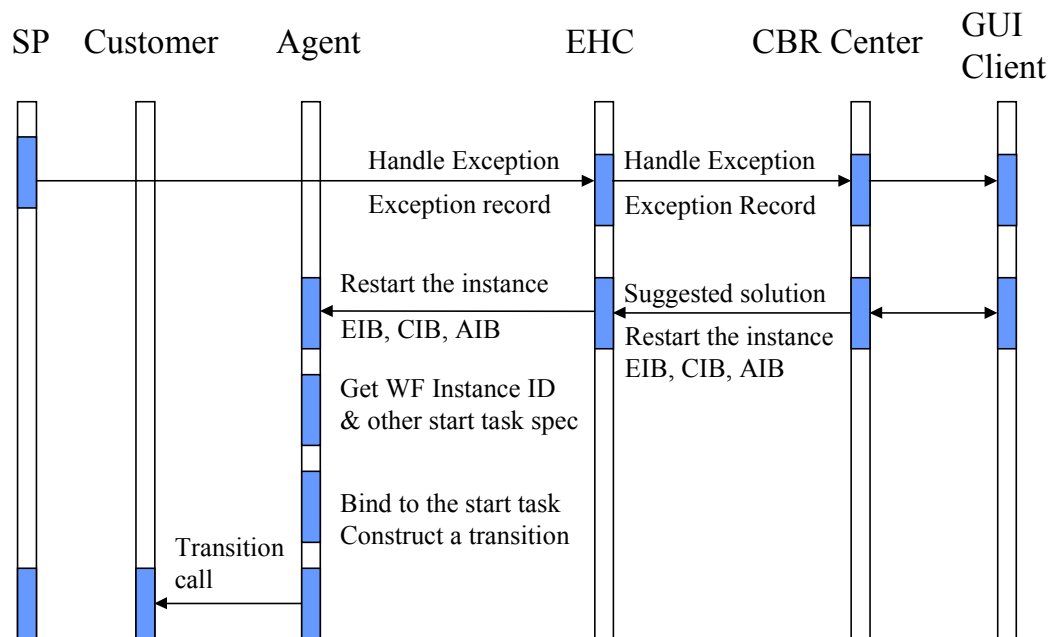 SP
Customer
Agent
EHC
CBR Center
GUI
Client
Handle Exception
Exception record
Handle Exception
Exception Record
Restart the instance
EIB, CIB, AIB
Suggested solution
Restart the instance
EIB, CIB, AIB
Get WF Instance ID
& other start task spec
Bind to the start task
Construct a transition
Transition
call